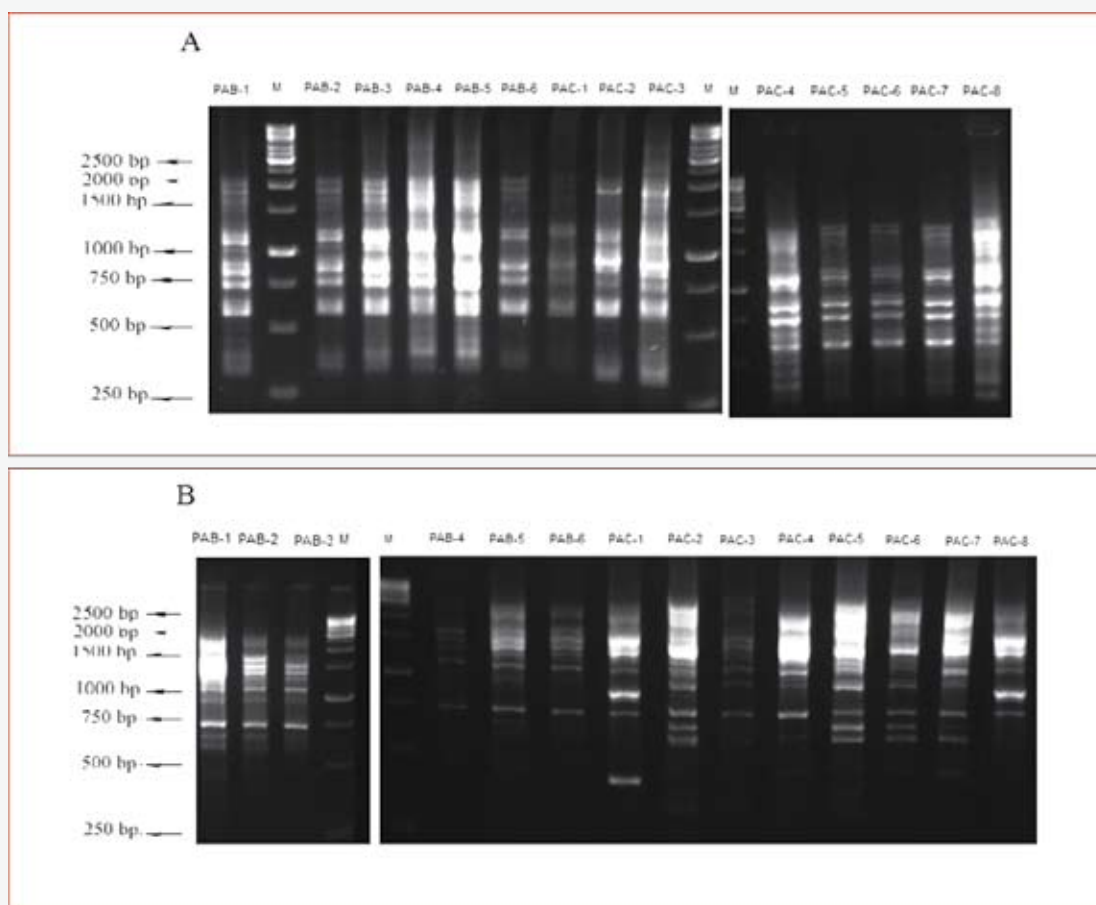 A
PAB-1 M PAB-2 PAB-3 PAB-4 PAB-5 PAB-6 PAC-1 PAC-2 PAC-3 M M PAC-4 PAC-5 PAC-6 PAC-7 PAC-8
2500 bp
2000 bp
1500 bp
1000 bp
750 bp
500 bp
250 bp
B
PAB-1 PAB-2 PAB-3 M M PAB-4 PAB-5 PAB-6 PAC-1 PAC-2 PAC-3 PAC-4 PAC-5 PAC-6 PAC-7 PAC-8
2500 bp
2000 bp
1500 bp
1000 bp
750 bp
500 bp
250 bp.